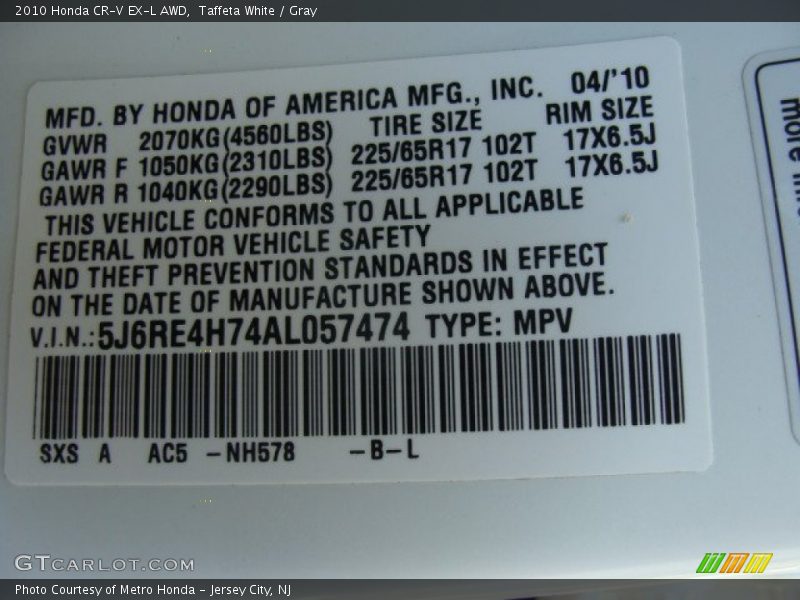 2010 Honda CR-V EX-L AWD, Taffeta White / Gray
MFD. BY HONDA OF AMERICA MFG., INC. 04/'10
GVWR 2070KG(4560LBS) TIRE SIZE RIM SIZE
GAWR F 1050KG(2310LBS) 225/65R17 102T 17X6.5J
GAWR R 1040KG(2290LBS) 225/65R17 102T 17X6.5J
THIS VEHICLE CONFORMS TO ALL APPLICABLE
FEDERAL MOTOR VEHICLE SAFETY
AND THEFT PREVENTION STANDARDS IN EFFECT
ON THE DATE OF MANUFACTURE SHOWN ABOVE.
V.I.N.:5J6RE4H74AL057474 TYPE: MPV
SXS A AC5 -NH578 -B-L
more
GTCARLOT.COM
Photo Courtesy of Metro Honda - Jersey City, NJ